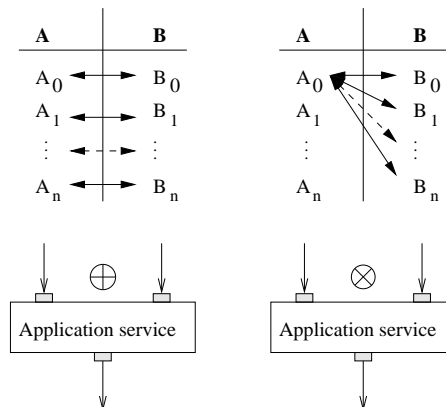 A B
A0 B0
A1 B1
⋮ ⋮
An Bn
A B
A0 B0
A1 B1
⋮ ⋮
An Bn
Application service
Application service